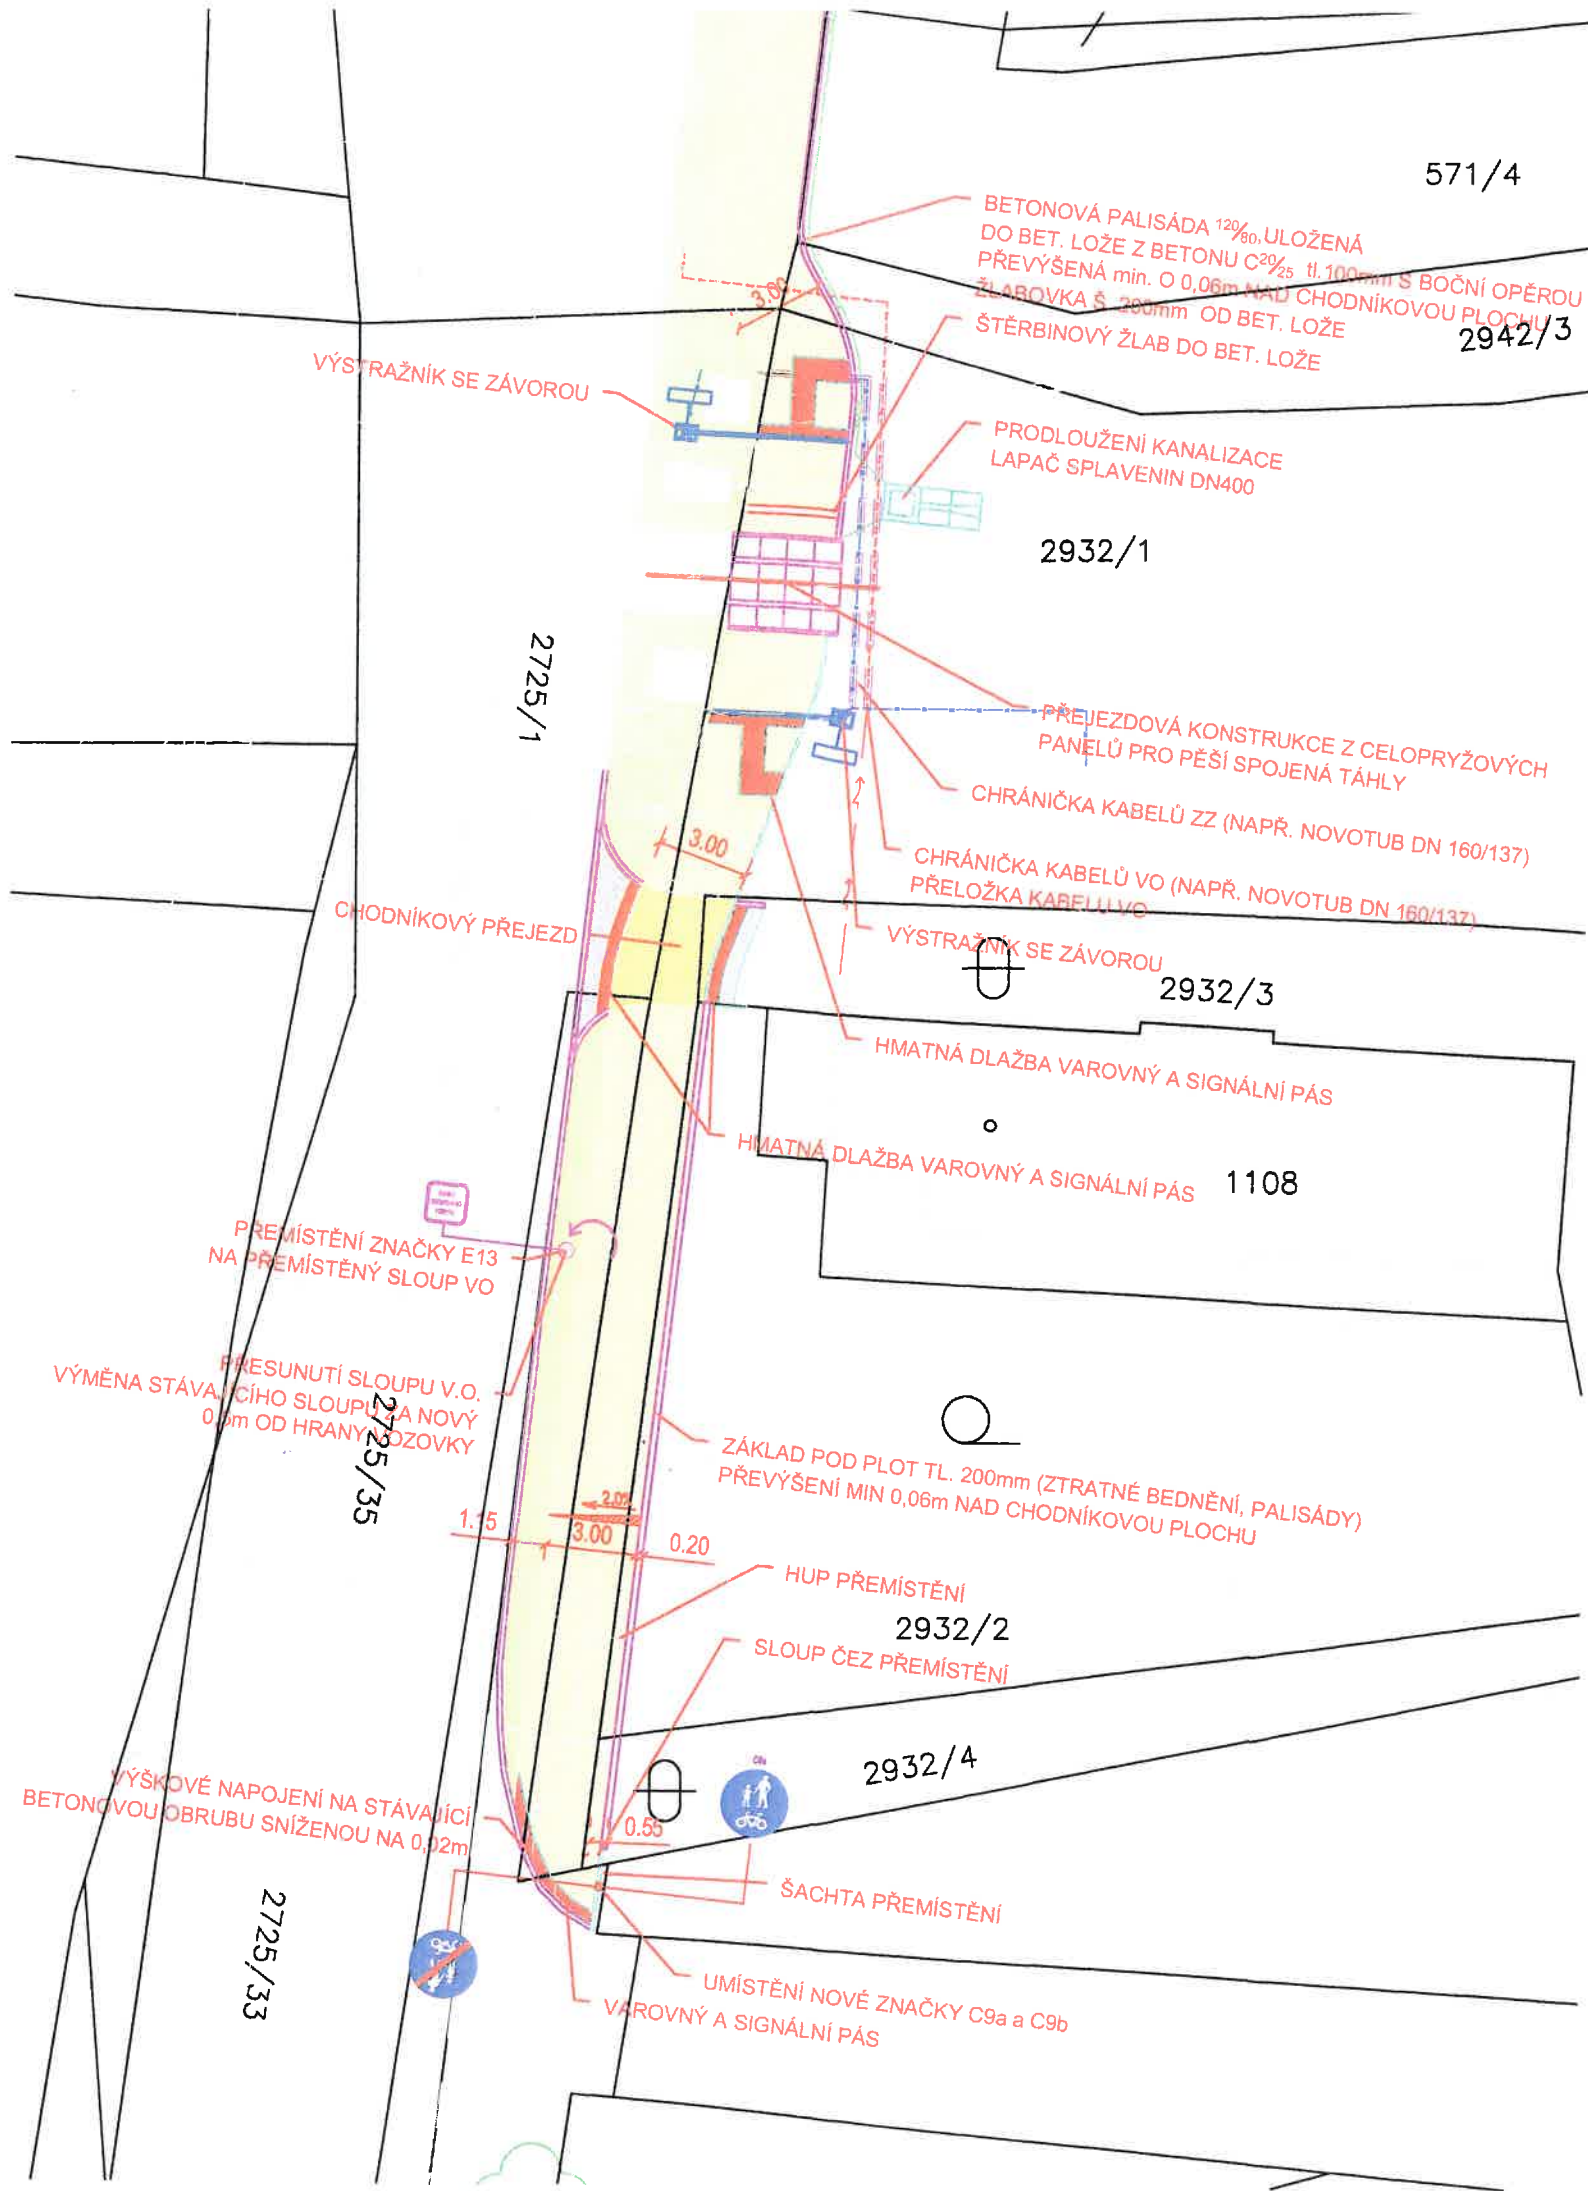 571/4
BETONOVÁ PALISÁDA 120/80, ULOŽENÁ
DO BET. LOŽE Z BETONU C20/25 tl.100mm S BOČNÍ OPĚROU
PŘEVÝŠENÁ min. O 0,06m NAD CHODNÍKOVOU PLOCHU
ŽLABOVKA Š. 200mm OD BET. LOŽE
2942/3
ŠTĚRBINOVÝ ŽLAB DO BET. LOŽE
3.00
VÝSTRAŽNÍK SE ZÁVOROU
PRODLOUŽENÍ KANALIZACE
LAPAČ SPLAVENIN DN400
2932/1
2725/1
PŘEJEZDOVÁ KONSTRUKCE Z CELOPRYŽOVÝCH
PANELŮ PRO PĚŠÍ SPOJENÁ TÁHLY
CHRÁNIČKA KABELŮ ZZ (NAPŘ. NOVOTUB DN 160/137)
3.00
CHRÁNIČKA KABELŮ VO (NAPŘ. NOVOTUB DN 160/137)
PŘELOŽKA KABELU VO
CHODNÍKOVÝ PŘEJEZD
VÝSTRAŽNÍK SE ZÁVOROU
2932/3
HMATNÁ DLAŽBA VAROVNÝ A SIGNÁLNÍ PÁS
HMATNÁ DLAŽBA VAROVNÝ A SIGNÁLNÍ PÁS
1108
PŘEMÍSTĚNÍ ZNAČKY E13
NA PŘEMÍSTĚNÝ SLOUP VO
PŘESUNUTÍ SLOUPU V.O.
VÝMĚNA STÁVAJÍCÍHO SLOUPU ZA NOVÝ
OD HRANY VOZOVKY
2725/35
ZÁKLAD POD PLOT TL. 200mm (ZTRATNÉ BEDNĚNÍ, PALISÁDY)
PŘEVÝŠENÍ MIN 0,06m NAD CHODNÍKOVOU PLOCHU
2.0%
1.15
3.00
0.20
HUP PŘEMÍSTĚNÍ
2932/2
SLOUP ČEZ PŘEMÍSTĚNÍ
2932/4
VÝŠKOVÉ NAPOJENÍ NA STÁVAJÍCÍ
BETONOVOU OBRUBU SNÍŽENOU NA 0,02m
0.55
ŠACHTA PŘEMÍSTĚNÍ
2725/33
UMÍSTĚNÍ NOVÉ ZNAČKY C9a a C9b
VAROVNÝ A SIGNÁLNÍ PÁS